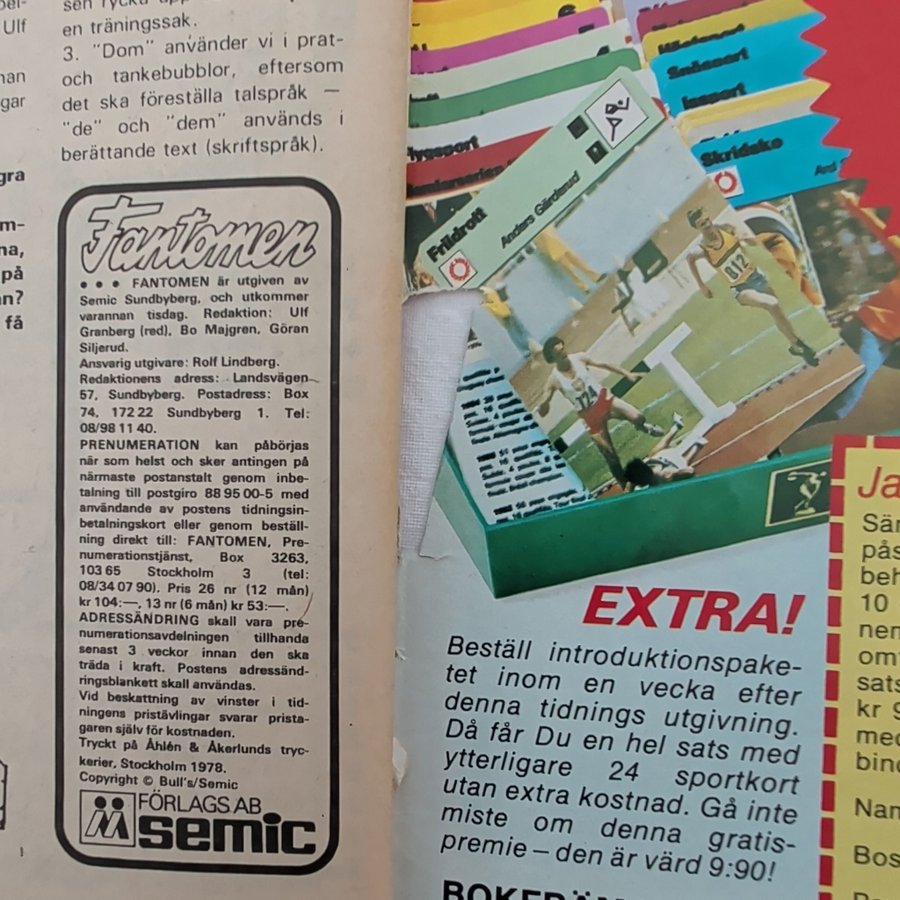 Ulf
en träningssak.
3. "Dom" använder vi i prat-
och tankebubblor, eftersom
det ska föreställa talspråk —
"de" och "dem" används i
berättande text (skriftspråk).
på
få
Fantomen
• • • FANTOMEN är utgiven av
Semic Sundbyberg, och utkommer
varannan tisdag. Redaktion: Ulf
Granberg (red), Bo Majgren, Göran
Siljerud.
Ansvarig utgivare: Rolf Lindberg.
Redaktionens adress: Landsvägen
57, Sundbyberg. Postadress: Box
74, 172 22 Sundbyberg 1. Tel:
08/98 11 40.
PRENUMERATION kan påbörjas
när som helst och sker antingen på
närmaste postanstalt genom inbe-
talning till postgiro 88 95 00-5 med
användande av postens tidningsin-
betalningskort eller genom beställ-
ning direkt till: FANTOMEN, Pre-
numerationstjänst, Box 3263,
103 65 Stockholm 3 (tel:
08/34 07 90). Pris 26 nr (12 mån)
kr 104:—, 13 nr (6 mån) kr 53:—.
ADRESSÄNDRING skall vara pre-
numerationsavdelningen tillhanda
senast 3 veckor innan den ska
träda i kraft. Postens adressänd-
ringsblankett skall användas.
Vid beskattning av vinster i tid-
ningens pristävlingar svarar prista-
garen själv för kostnaden.
Tryckt på Åhlén & Åkerlunds tryc-
kerier, Stockholm 1978.
Copyright © Bull's/Semic
FÖRLAGS AB
semic
Flygsport
Skridsko
Friidrott
Anders Gärderud
812
774
EXTRA!
Beställ introduktionspake-
tet inom en vecka efter
denna tidnings utgivning.
Då får Du en hel sats med
ytterligare 24 sportkort
utan extra kostnad. Gå inte
miste om denna gratis-
premie — den är värd 9:90!
10